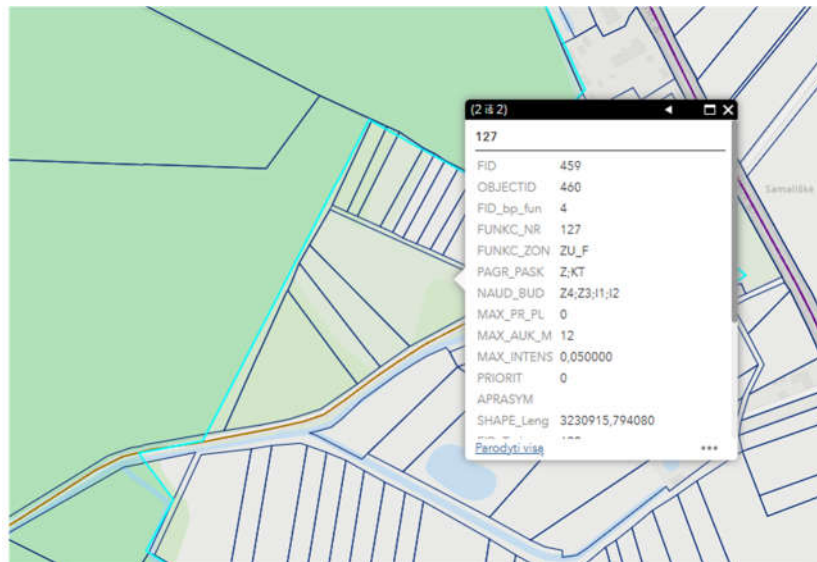 (2 iš 2)
127
FID 459
OBJECTID 460
FID_bp_fun 4
FUNKC_NR 127
FUNKC_ZON ZU_F
PAGR_PASK Z;KT
NAUD_BUD Z4;Z3;I1;I2
MAX_PR_PL 0
MAX_AUK_M 12
MAX_INTENS 0,050000
PRIORIT 0
APRASYM
SHAPE_Leng 3230915,794080
Parodyti visą
Samališkė